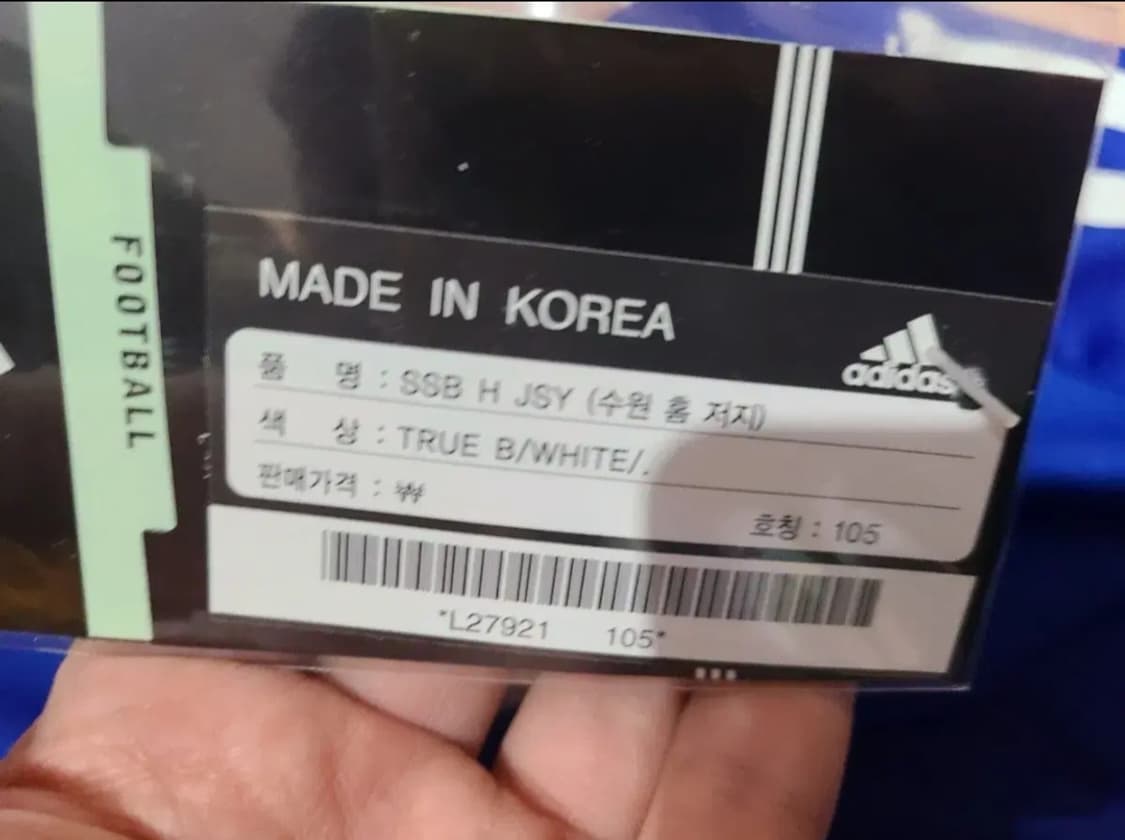 FOOTBALL
MADE IN KOREA
adidas
품 명 : SSB H JSY (수원 홈 저지)
색 상 : TRUE B/WHITE/.
판매가격 : ₩
호칭 : 105
*L27921 105*